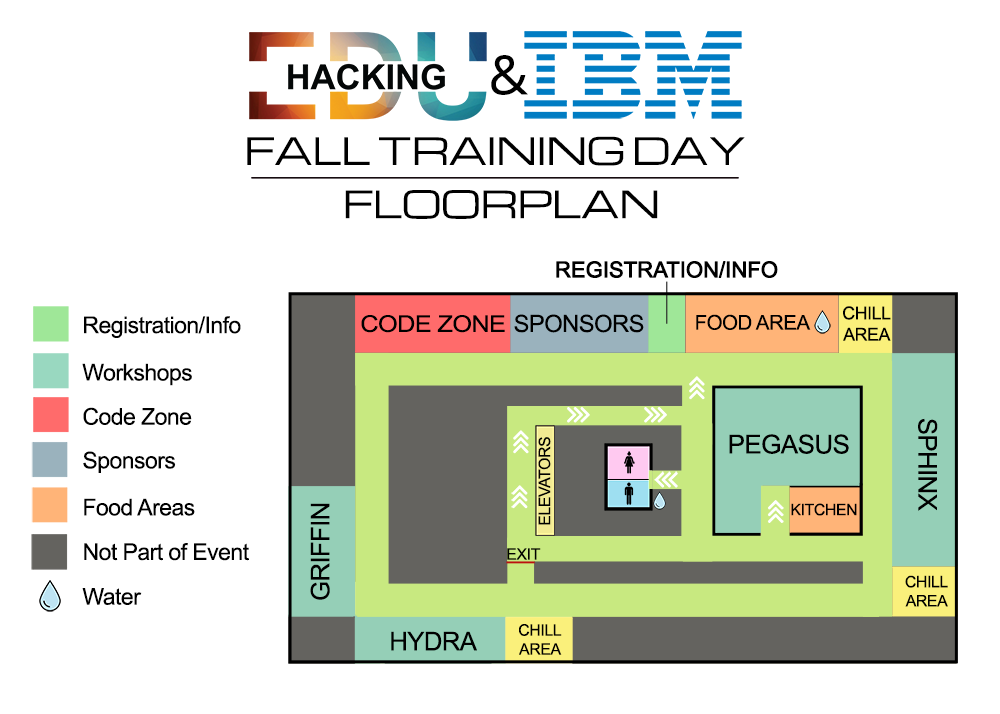 EDU HACKING & IBM
FALL TRAINING DAY
FLOORPLAN
REGISTRATION/INFO
Registration/Info
Workshops
Code Zone
Sponsors
Food Areas
Not Part of Event
Water
CODE ZONE
SPONSORS
FOOD AREA
CHILL
AREA
PEGASUS
SPHINX
ELEVATORS
KITCHEN
GRIFFIN
EXIT
CHILL
AREA
HYDRA
CHILL
AREA